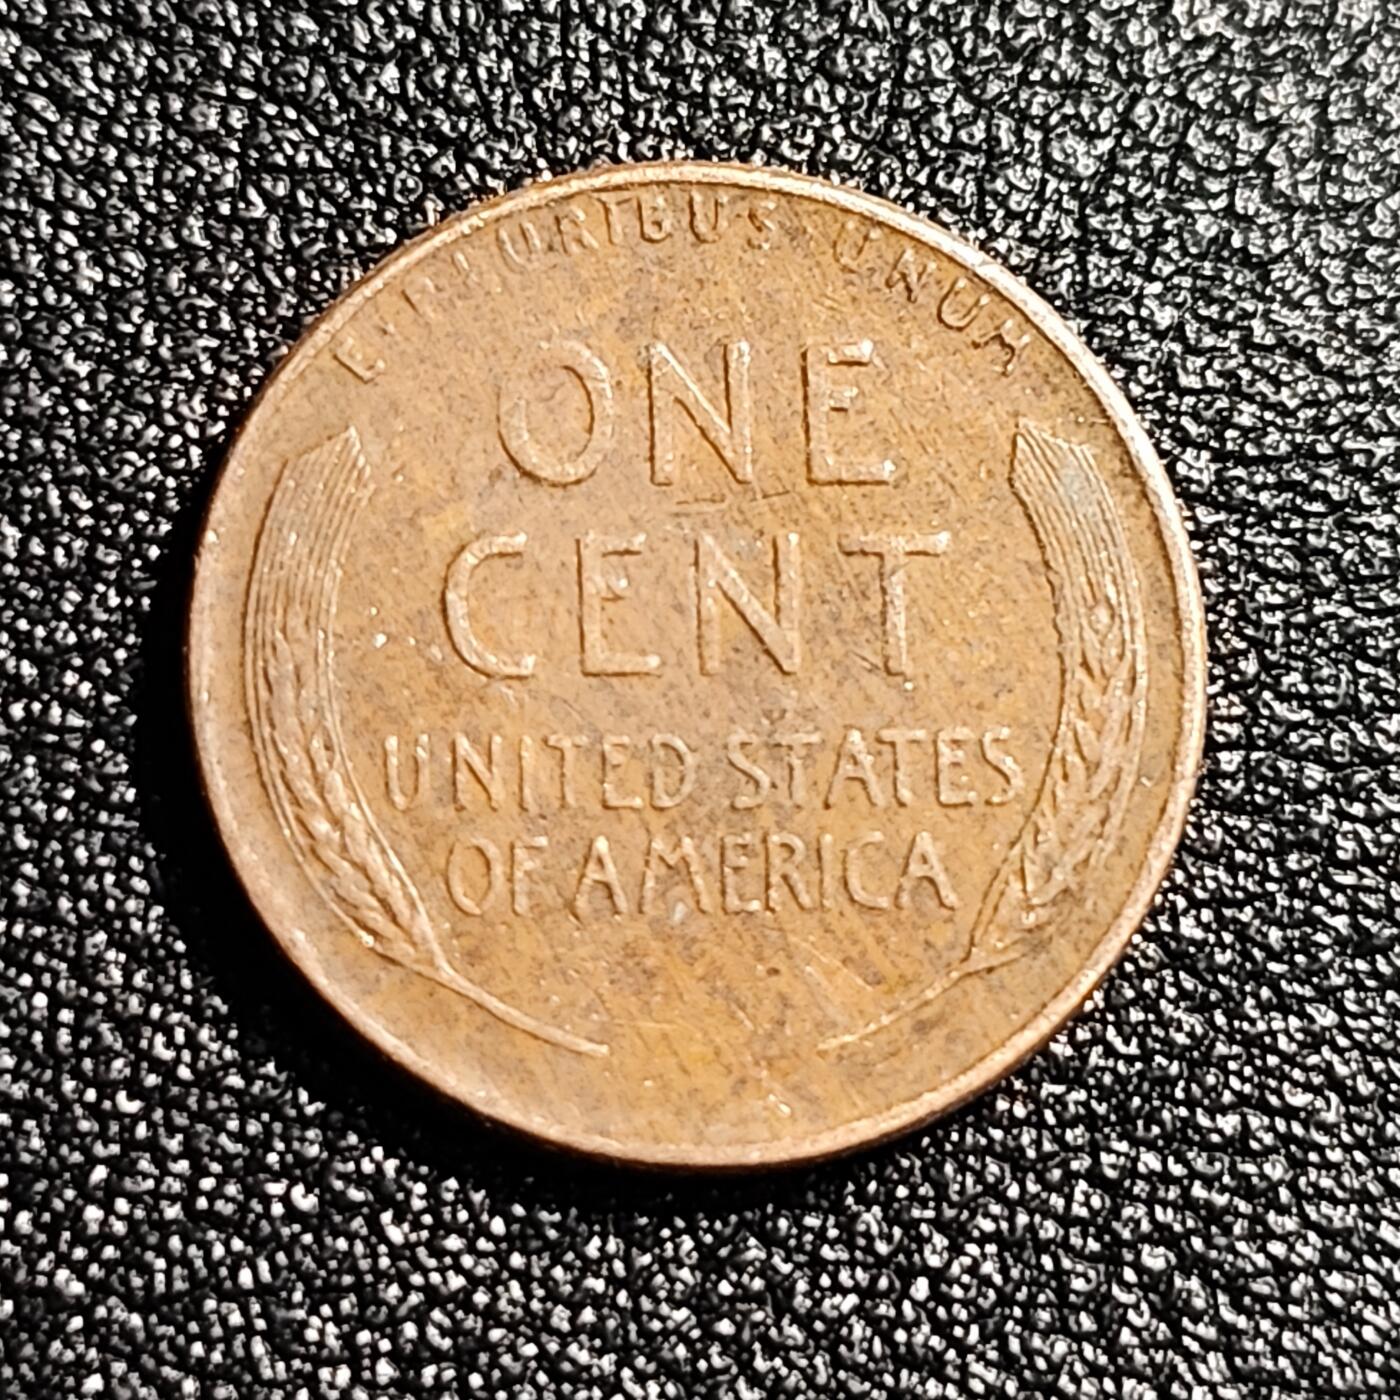 E · PLURIBUS · UNUM
ONE
CENT
UNITED STATES
OF AMERICA